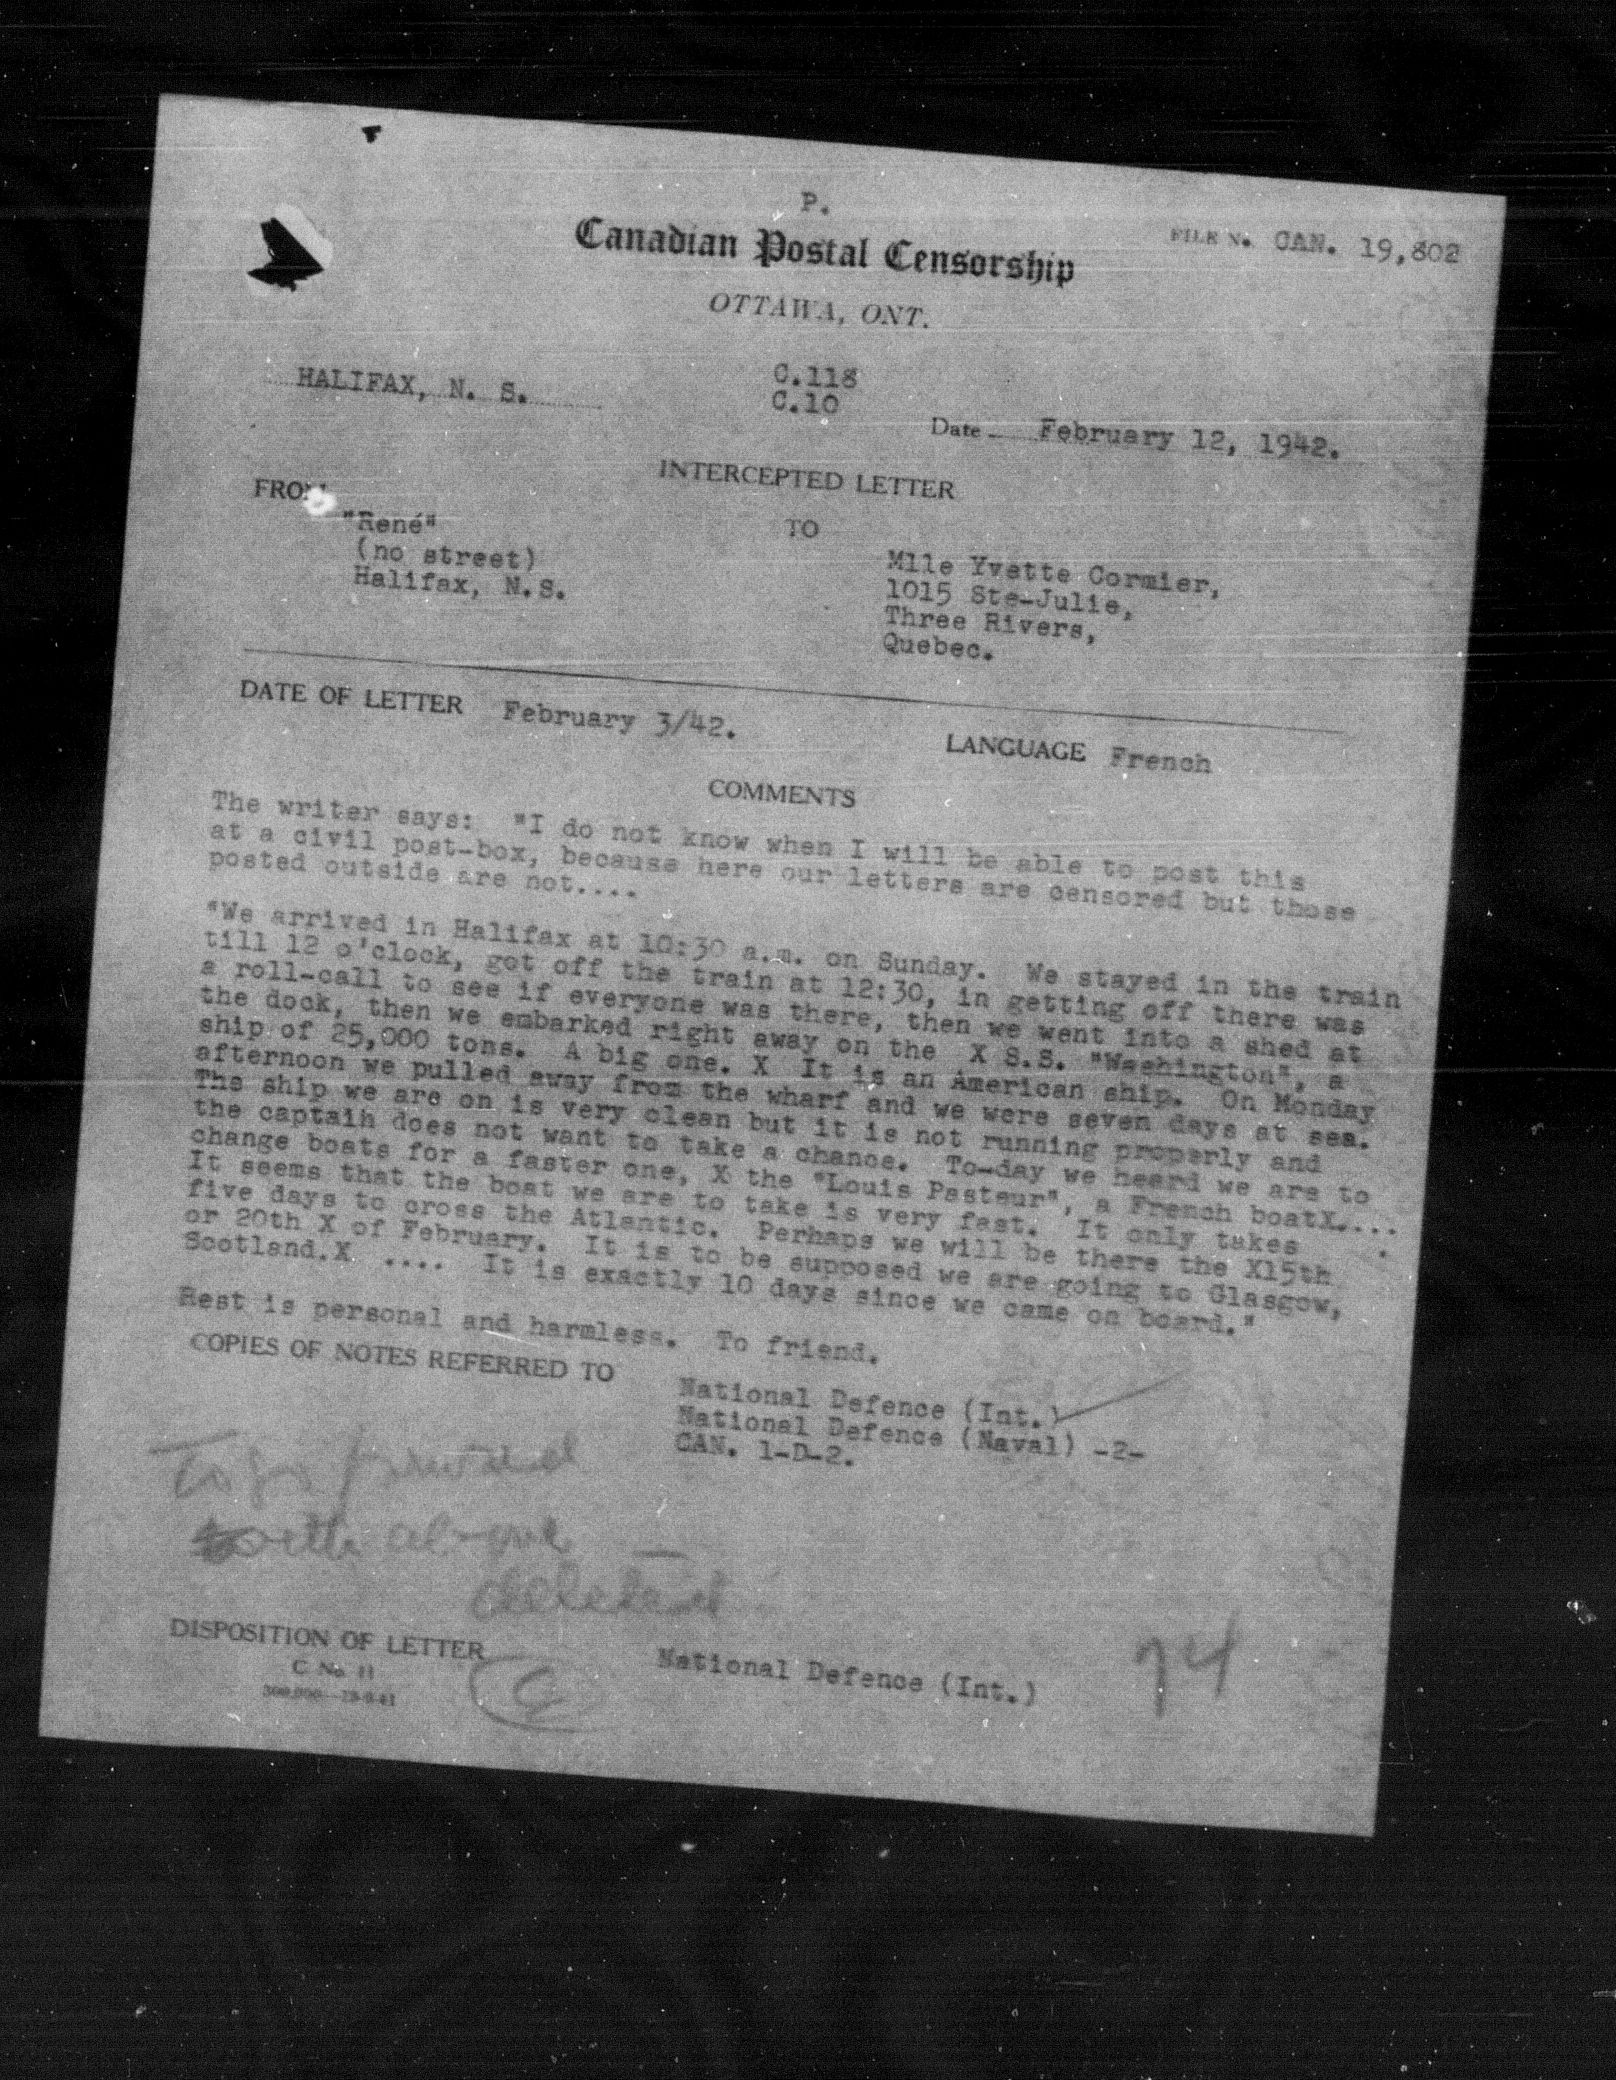 P.
Canadian Postal Censorship
FILE No. CAN. 19,802
OTTAWA, ONT.
HALIFAX, N. S.
C.118
C.10
Date February 12, 1942.
INTERCEPTED LETTER
FROM
TO
"René"
(no street)
Halifax, N.S.
Mlle Yvette Cormier,
1015 Ste-Julie,
Three Rivers,
Quebec.
DATE OF LETTER February 3/42.
LANGUAGE French
COMMENTS
The writer says: "I do not know when I will be able to post this
at a civil post-box, because here our letters are censored but those
posted outside are not....
"We arrived in Halifax at 10:30 a.m. on Sunday. We stayed in the train
till 12 o'clock, got off the train at 12:30, in getting off there was
a roll-call to see if everyone was there, then we went into a shed at
the dock, then we embarked right away on the X S.S. "Washington", a
ship of 25,000 tons. A big one. X It is an American ship. On Monday
afternoon we pulled away from the wharf and we were seven days at sea.
The ship we are on is very clean but it is not running properly and
the captain does not want to take a chance. To-day we heard we are to
change boats for a faster one, X the "Louis Pasteur", a French boatX....
It seems that the boat we are to take is very fast. It only takes
five days to cross the Atlantic. Perhaps we will be there the X15th
or 20th X of February. It is to be supposed we are going to Glasgow,
Scotland.X .... It is exactly 10 days since we came on board."
Rest is personal and harmless. To friend.
COPIES OF NOTES REFERRED TO
National Defence (Int.)
National Defence (Naval) -2-
CAN. 1-D-2.
To go forward
with above
deleted
DISPOSITION OF LETTER
National Defence (Int.)
74
C. No. 11